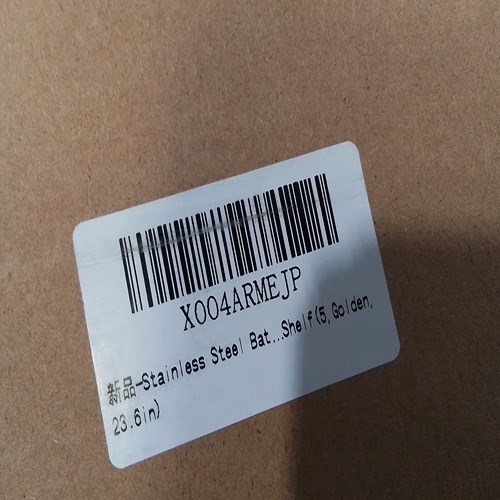 X004ARMEJP
新品-Stainless Steel Bat...Shelf(5,Golden,
23.6in)